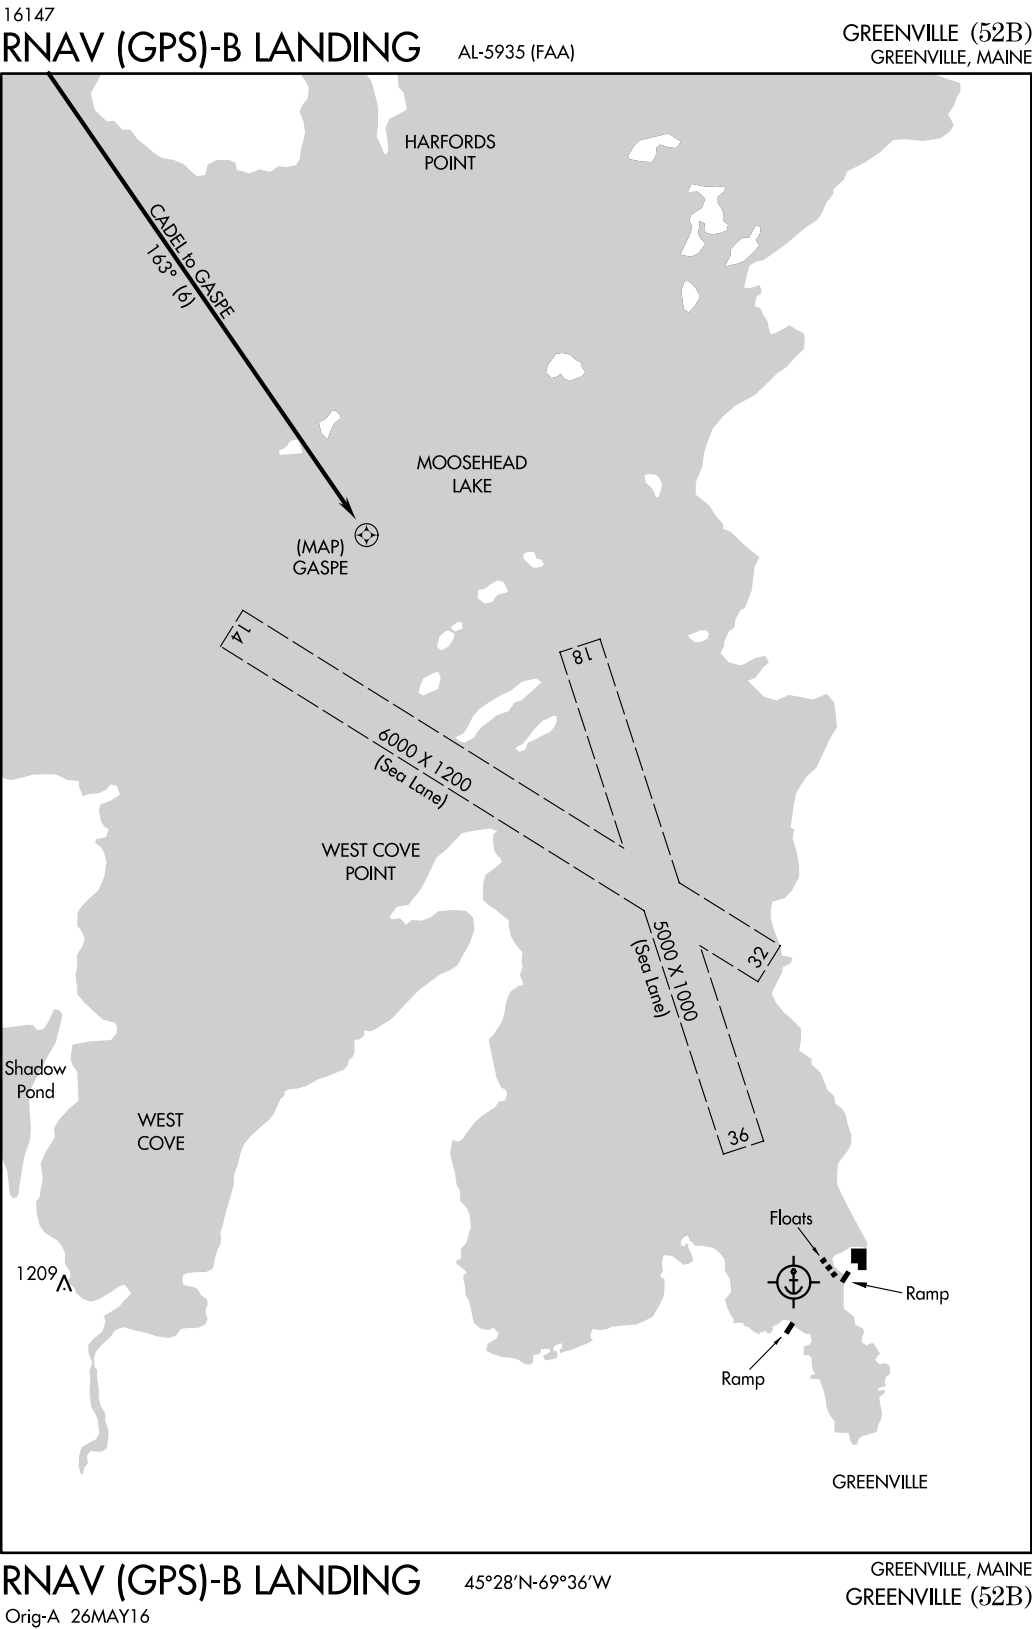 16147
RNAV (GPS)-B LANDING
AL-5935 (FAA)
GREENVILLE (52B)
GREENVILLE, MAINE
HARFORDS
POINT
CADEL to GASPE
163° (6)
MOOSEHEAD
LAKE
(MAP)
GASPE
14
18
6000 X 1200
(Sea Lane)
WEST COVE
POINT
5000 X 1000
(Sea Lane)
32
Shadow
Pond
WEST
COVE
36
Floats
1209
Ramp
Ramp
GREENVILLE
RNAV (GPS)-B LANDING
45°28'N-69°36'W
GREENVILLE, MAINE
GREENVILLE (52B)
Orig-A 26MAY16